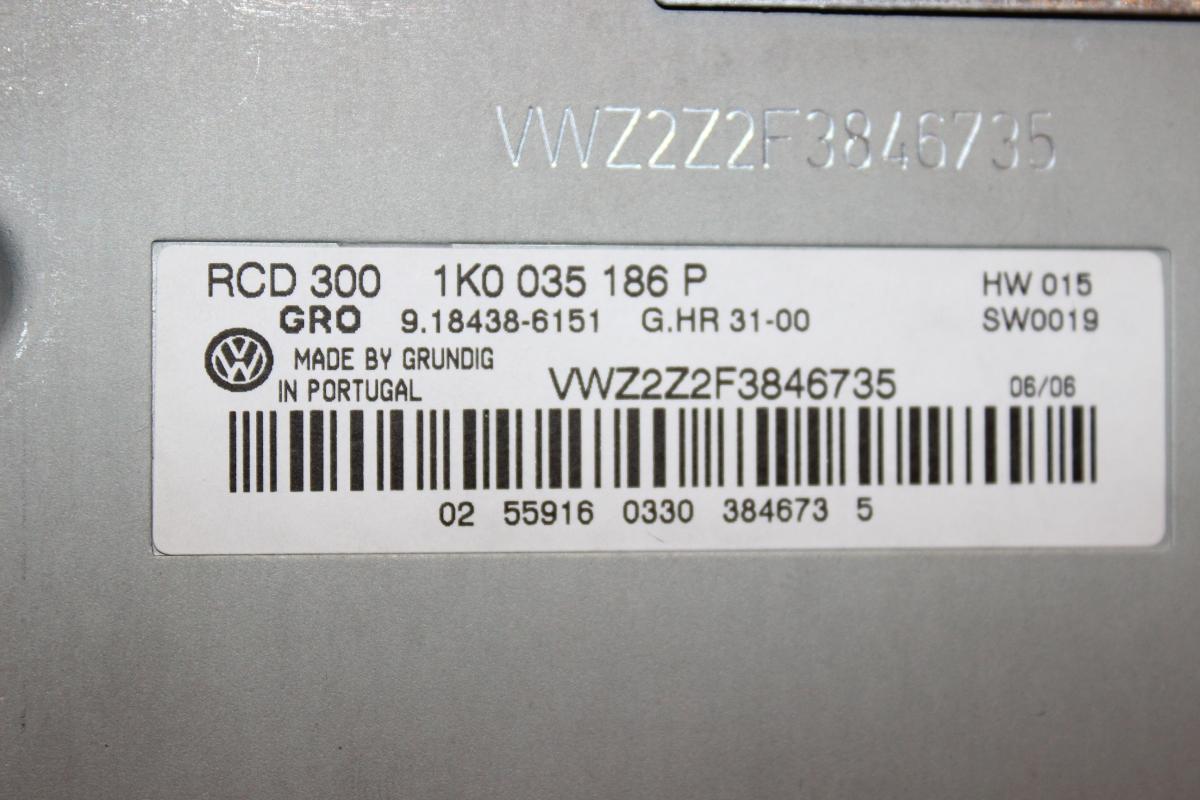 VWZ2Z2F3846735
RCD 300 1K0 035 186 P HW 015
GRO 9.18438-6151 G.HR 31-00 SW0019
MADE BY GRUNDIG
IN PORTUGAL VWZ2Z2F3846735 06/06
02 55916 0330 384673 5